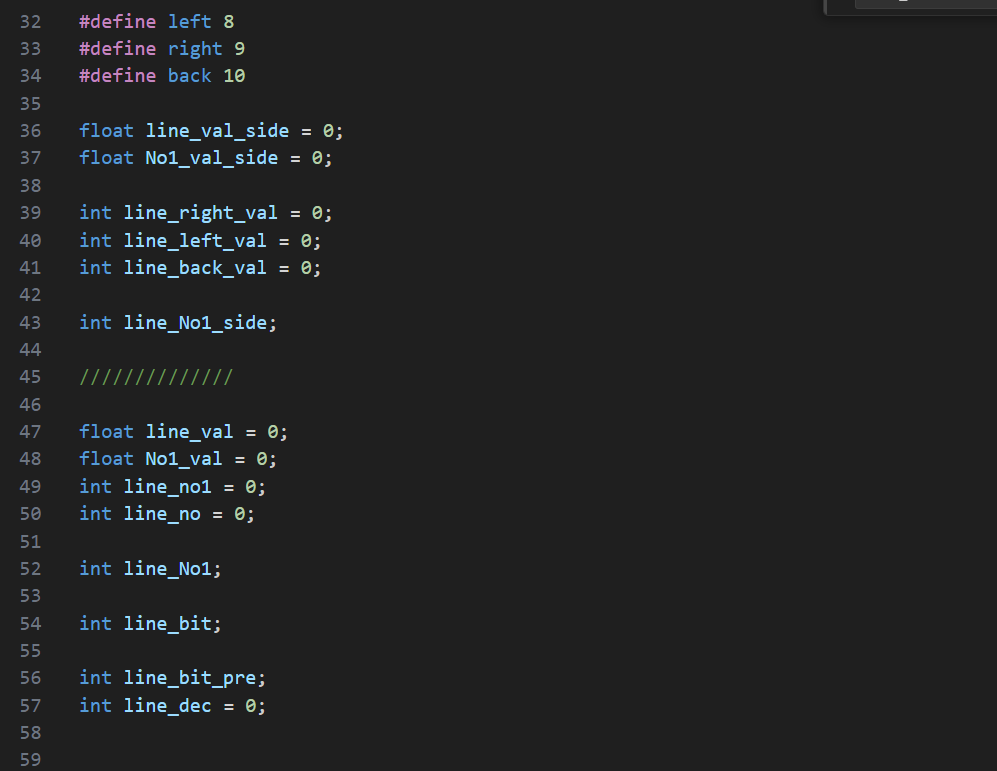 32 #define left 8
33 #define right 9
34 #define back 10
35
36 float line_val_side = 0;
37 float No1_val_side = 0;
38
39 int line_right_val = 0;
40 int line_left_val = 0;
41 int line_back_val = 0;
42
43 int line_No1_side;
44
45 //////////////
46
47 float line_val = 0;
48 float No1_val = 0;
49 int line_no1 = 0;
50 int line_no = 0;
51
52 int line_No1;
53
54 int line_bit;
55
56 int line_bit_pre;
57 int line_dec = 0;
58
59